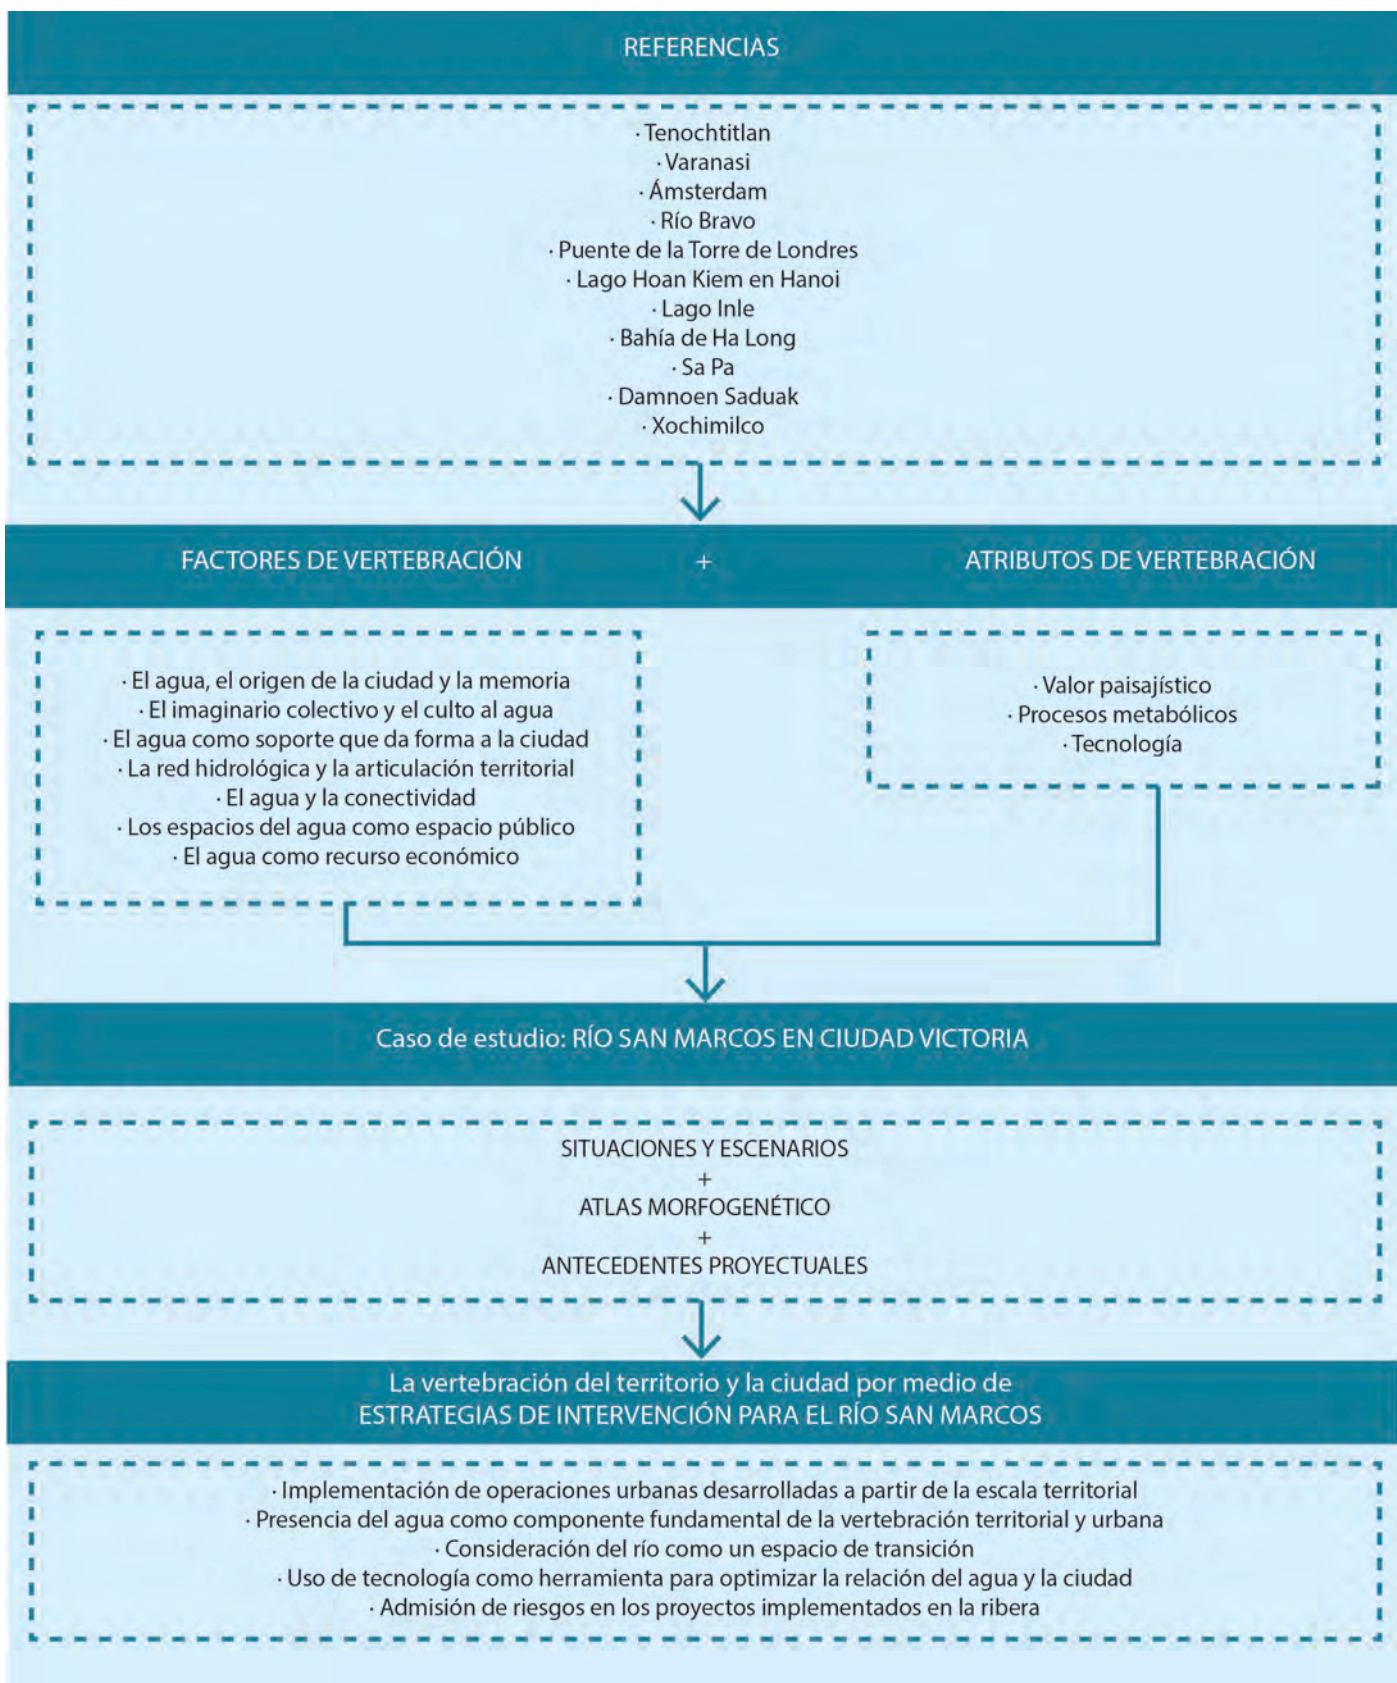 REFERENCIAS
· Tenochtitlan
· Varanasi
· Ámsterdam
· Río Bravo
· Puente de la Torre de Londres
· Lago Hoan Kiem en Hanoi
· Lago Inle
· Bahía de Ha Long
· Sa Pa
· Damnoen Saduak
· Xochimilco
FACTORES DE VERTEBRACIÓN + ATRIBUTOS DE VERTEBRACIÓN
· El agua, el origen de la ciudad y la memoria
· El imaginario colectivo y el culto al agua
· El agua como soporte que da forma a la ciudad
· La red hidrológica y la articulación territorial
· El agua y la conectividad
· Los espacios del agua como espacio público
· El agua como recurso económico
· Valor paisajístico
· Procesos metabólicos
· Tecnología
Caso de estudio: RÍO SAN MARCOS EN CIUDAD VICTORIA
SITUACIONES Y ESCENARIOS
+
ATLAS MORFOGENÉTICO
+
ANTECEDENTES PROYECTUALES
La vertebración del territorio y la ciudad por medio de
ESTRATEGIAS DE INTERVENCIÓN PARA EL RÍO SAN MARCOS
· Implementación de operaciones urbanas desarrolladas a partir de la escala territorial
· Presencia del agua como componente fundamental de la vertebración territorial y urbana
· Consideración del río como un espacio de transición
· Uso de tecnología como herramienta para optimizar la relación del agua y la ciudad
· Admisión de riesgos en los proyectos implementados en la ribera